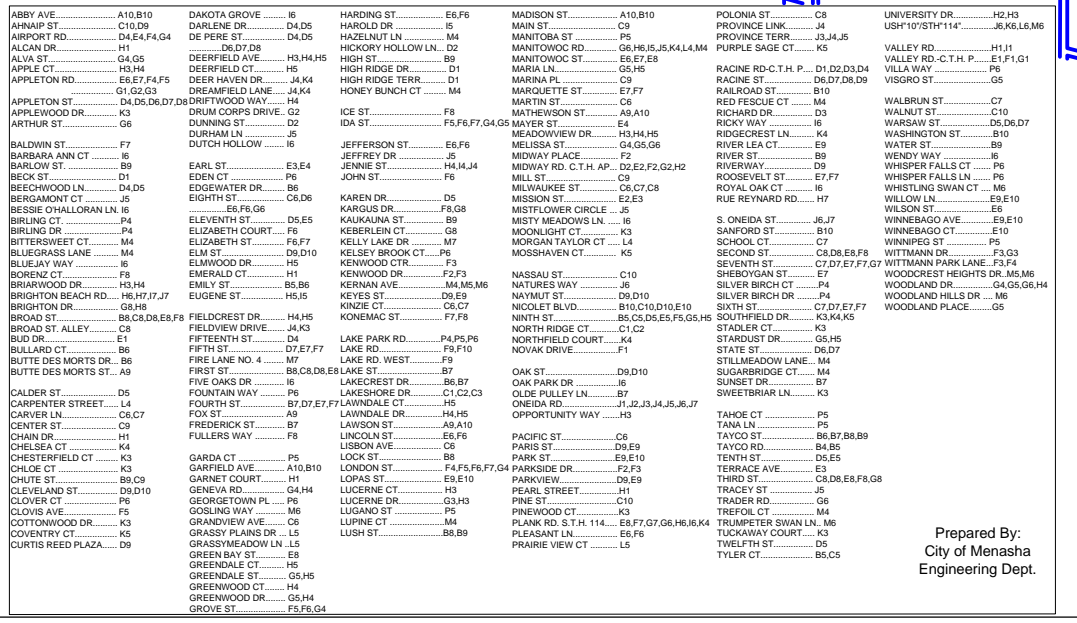 ABBY AVE.................... A10,B10
AHNAIP ST................... C10,D9
AIRPORT RD.............. D4,E4,F4,G4
ALCAN DR................... H1
ALVA ST....................... G4,G5
APPLE CT.................... H3,H4
APPLETON RD............ E6,E7,F4,F5
............................. G1,G2,G3
APPLETON ST.............. D4,D5,D6,D7,D8
APPLEWOOD DR......... K3
ARTHUR ST................. G6
BALDWIN ST................ F7
BARBARA ANN CT ...... I6
BARLOW ST................. B9
BECK ST....................... D1
BEECHWOOD LN......... D4,D5
BERGAMONT CT ......... J5
BESSIE O'HALLORAN LN. I6
BIRLING CT. .................P4
BIRLING DR .................P4
BITTERSWEET CT........ M4
BLUEGRASS LANE ....... M4
BLUEJAY WAY ............. I6
BORENZ CT ................. F8
BRIARWOOD DR.......... H3,H4
BRIGHTON BEACH RD.. H6,H7,I7,J7
BRIGHTON DR............. G8,H8
BROAD ST................... B8,C8,D8,E8,F8
BROAD ST. ALLEY........ C8
BUD DR....................... E1
BULLARD CT................ B6
BUTTE DES MORTS DR... B6
BUTTE DES MORTS ST... A9
CALDER ST................... D5
CARPENTER STREET..... L4
CARVER LN.................. C6,C7
CENTER ST................... C9
CHAIN DR.................... H1
CHELSEA CT ................ K4
CHESTERFIELD CT ....... K3
CHLOE CT .................... K3
CHUTE ST.................... B9,C9
CLEVELAND ST............ D9,D10
CLOVER CT .................. P6
CLOVIS AVE................. F5
COTTONWOOD DR....... K3
COVENTRY CT............. K5
CURTIS REED PLAZA..... D9
DAKOTA GROVE ......... I6
DARLENE DR................ D4,D5
DE PERE ST................. D4,D5
.............D6,D7,D8
DEERFIELD AVE.......... H3,H4,H5
DEERFIELD CT............ H5
DEER HAVEN DR......... J4,K4
DREAMFIELD LANE..... J4,K4
DRIFTWOOD WAY....... H4
DRUM CORPS DRIVE.. G2
DUNNING ST............... D2
DURHAM LN .............. J5
DUTCH HOLLOW ....... I6
EARL ST...................... E3,E4
EDEN CT ..................... P6
EDGEWATER DR......... B6
EIGHTH ST.................. C6,D6
.............E6,F6,G6
ELEVENTH ST............. D5,E5
ELIZABETH COURT..... F6
ELIZABETH ST............. F6,F7
ELM ST....................... D9,D10
ELMWOOD DR............ H5
EMERALD CT.............. H1
EMILY ST.................... B5,B6
EUGENE ST................. H5,I5
FIELDCREST DR........... H4,H5
FIELDVIEW DRIVE....... J4,K3
FIFTEENTH ST............. D4
FIFTH ST..................... D7,E7,F7
FIRE LANE NO. 4 ........ M7
FIRST ST..................... B8,C8,D8,E8
FIVE OAKS DR ............ I6
FOUNTAIN WAY ......... P6
FOURTH ST................. B7,D7,E7,F7
FOX ST....................... A9
FREDERICK ST............ B7
FULLERS WAY ............ F8
GARDA CT .................. P5
GARFIELD AVE........... A10,B10
GARNET COURT......... H1
GENEVA RD................ G4,H4
GEORGETOWN PL ...... P6
GOSLING WAY ........... M6
GRANDVIEW AVE....... C6
GRASSY PLAINS DR ... L5
GRASSYMEADOW LN ..L5
GREEN BAY ST............ E8
GREENDALE CT........... H5
GREENDALE ST........... G5,H5
GREENWOOD CT........ H4
GREENWOOD DR........ G5,H4
GROVE ST................... F5,F6,G4
HARDING ST............... E6,F6
HAROLD DR................ I5
HAZELNUT LN............ M4
HICKORY HOLLOW LN... D2
HIGH ST..................... B9
HIGH RIDGE DR.......... D1
HIGH RIDGE TERR....... D1
HONEY BUNCH CT ..... M4
ICE ST......................... F8
IDA ST........................ F5,F6,F7,G4,G5
JEFFERSON ST............. E6,F6
JEFFREY DR ................ J5
JENNIE ST................... H4,I4,J4
JOHN ST..................... F6
KAREN DR................... D5
KARGUS DR................. F8,G8
KAUKAUNA ST............ B9
KEBERLEIN CT............. G8
KELLY LAKE DR ........... M7
KELSEY BROOK CT.......P6
KENWOOD CTR........... F3
KENWOOD DR............. F2,F3
KERNAN AVE............... M4,M5,M6
KEYES ST..................... D9,E9
KINZIE CT ................... C6,C7
KONEMAC ST.............. F7,F8
LAKE PARK RD............. P4,P5,P6
LAKE RD...................... F9,F10
LAKE RD. WEST........... F9
LAKE ST....................... B7
LAKECREST DR............ B6,B7
LAKESHORE DR........... C1,C2,C3
LAWNDALE CT............. H5
LAWNDALE DR............ H4,H5
LAWSON ST................ A9,A10
LINCOLN ST................ E6,F6
LISBON AVE................ C6
LOCK ST...................... B8
LONDON ST................ F4,F5,F6,F7,G4
LOPAS ST.................... E9,E10
LUCERNE CT................ H3
LUCERNE DR............... G3,H3
LUGANO ST ................ P5
LUPINE CT .................. M4
LUSH ST...................... B8,B9
MADISON ST................ A10,B10
MAIN ST...................... C9
MANITOBA ST ............. P5
MANITOWOC RD......... G6,H6,I5,J5,K4,L4,M4
MANITOWOC ST.......... E6,E7,E8
MARIA LN.................... G5,H5
MARINA PL.................. C9
MARQUETTE ST............ E7,F7
MARTIN ST................... C6
MATHEWSON ST.......... A9,A10
MAYER ST.................... E4
MEADOWVIEW DR........ H3,H4,H5
MELISSA ST.................. G4,G5,G6
MIDWAY PLACE............ F2
MIDWAY RD. C.T.H. AP... D2,E2,F2,G2,H2
MILL ST....................... C9
MILWAUKEE ST............. C6,C7,C8
MISSION ST.................. E2,E3
MISTFLOWER CIRCLE ... J5
MISTY MEADOWS LN. ... I6
MOONLIGHT CT............ K3
MORGAN TAYLOR CT .... L4
MOSSHAVEN CT............ K5
NASSAU ST.................. C10
NATURES WAY ............. J6
NAYMUT ST.................. D9,D10
NICOLET BLVD.............. B10,C10,D10,E10
NINTH ST..................... B5,C5,D5,E5,F5,G5,H5
NORTH RIDGE CT.......... C1,C2
NORTHFIELD COURT...... K4
NOVAK DRIVE............... F1
OAK ST........................ D9,D10
OAK PARK DR .............. I6
OLDE PULLEY LN.......... B7
ONEIDA RD.................. J1,J2,J3,J4,J5,J6,J7
OPPORTUNITY WAY ......H3
PACIFIC ST................... C6
PARIS ST...................... D9,E9
PARK ST....................... E9,E10
PARKSIDE DR............... F2,F3
PARKVIEW................... D9,E9
PEARL STREET.............. H1
PINE ST....................... C10
PINEWOOD CT............. K3
PLANK RD. S.T.H. 114..... E8,F7,G7,G6,H6,I6,K4
PLEASANT LN............... E6,F6
PRAIRIE VIEW CT ......... L5
POLONIA ST................ C8
PROVINCE LINK........... J4
PROVINCE TERR........... J3,J4,J5
PURPLE SAGE CT......... K5
RACINE RD-C.T.H. P..... D1,D2,D3,D4
RACINE ST.................. D6,D7,D8,D9
RAILROAD ST.............. B10
RED FESCUE CT .......... M4
RICHARD DR............... D3
RICKY WAY ................ I6
RIDGECREST LN.......... K4
RIVER LEA CT............. E9
RIVER ST.................... B9
RIVERWAY................. D9
ROOSEVELT ST........... E7,F7
ROYAL OAK CT .......... I6
RUE REYNARD RD....... H7
S. ONEIDA ST.............. J6,J7
SANFORD ST............... B10
SCHOOL CT................. C7
SECOND ST................. C8,D8,E8,F8
SEVENTH ST............... C7,D7,E7,F7,G7
SHEBOYGAN ST........... E7
SILVER BIRCH CT ........ P4
SILVER BIRCH DR .........P4
SIXTH ST.................... C7,D7,E7,F7
SOUTHFIELD DR.......... K3,K4,K5
STADLER CT............... K3
STARDUST DR............ G5,H5
STATE ST................... D6,D7
STILLMEADOW LANE... M4
SUGARBRIDGE CT....... M4
SUNSET DR................ B7
SWEETBRIAR LN......... K3
TAHOE CT .................. P5
TANA LN .................... P5
TAYCO ST................... B6,B7,B8,B9
TAYCO RD................... B4,B5
TENTH ST................... D5,E5
TERRACE AVE............. E3
THIRD ST.................... C8,D8,E8,F8,G8
TRACEY ST ................. J5
TRADER RD................ G6
TREFOIL CT ................ M4
TRUMPETER SWAN LN.. M6
TUCKAWAY COURT..... K3
TWELFTH ST............... D5
TYLER CT.................... B5,C5
UNIVERSITY DR............H2,H3
USH"10"/STH"114"...........J6,K6,L6,M6
VALLEY RD..................H1,I1
VALLEY RD.-C.T.H. P.....E1,F1,G1
VILLA WAY ................. P6
VISGRO ST..................G5
WALBRUN ST..............C7
WALNUT ST................C10
WARSAW ST...............D5,D6,D7
WASHINGTON ST........B10
WATER ST..................B9
WENDY WAY ..............I6
WHISPER FALLS CT .... P6
WHISPER FALLS LN .... P6
WHISTLING SWAN CT ... M6
WILLOW LN................E9,E10
WILSON ST.................E6
WINNEBAGO AVE........E9,E10
WINNEBAGO CT..........E10
WINNIPEG ST ............. P5
WITTMANN DR............F3,G3
WITTMANN PARK LANE...F3,F4
WOODCREST HEIGHTS DR..M5,M6
WOODLAND DR...........G4,G5,G6,H4
WOODLAND HILLS DR ... M6
WOODLAND PLACE.......G5
Prepared By:
City of Menasha
Engineering Dept.